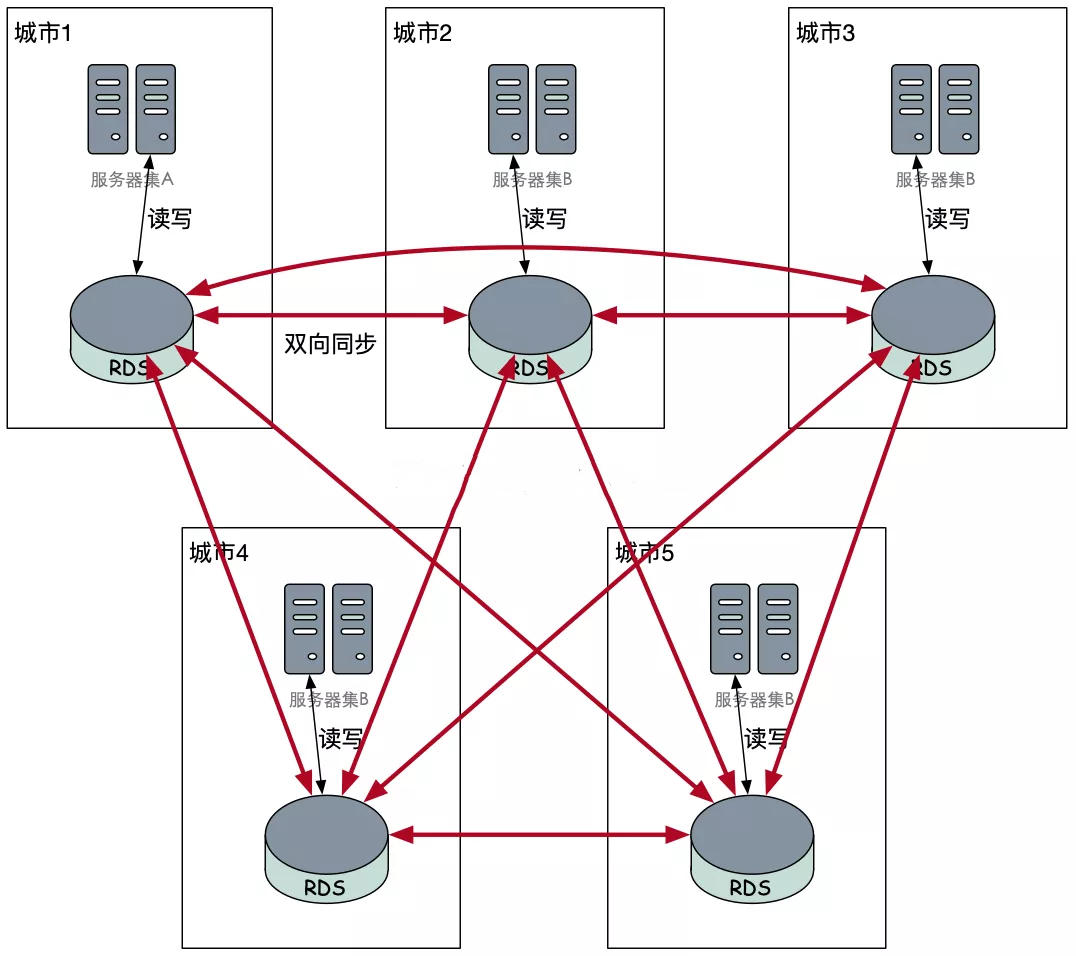 城市1
城市2
城市3
服务器集A
服务器集B
服务器集B
读写
读写
读写
双向同步
RDS
RDS
RDS
城市4
城市5
服务器集B
服务器集B
读写
读写
RDS
RDS